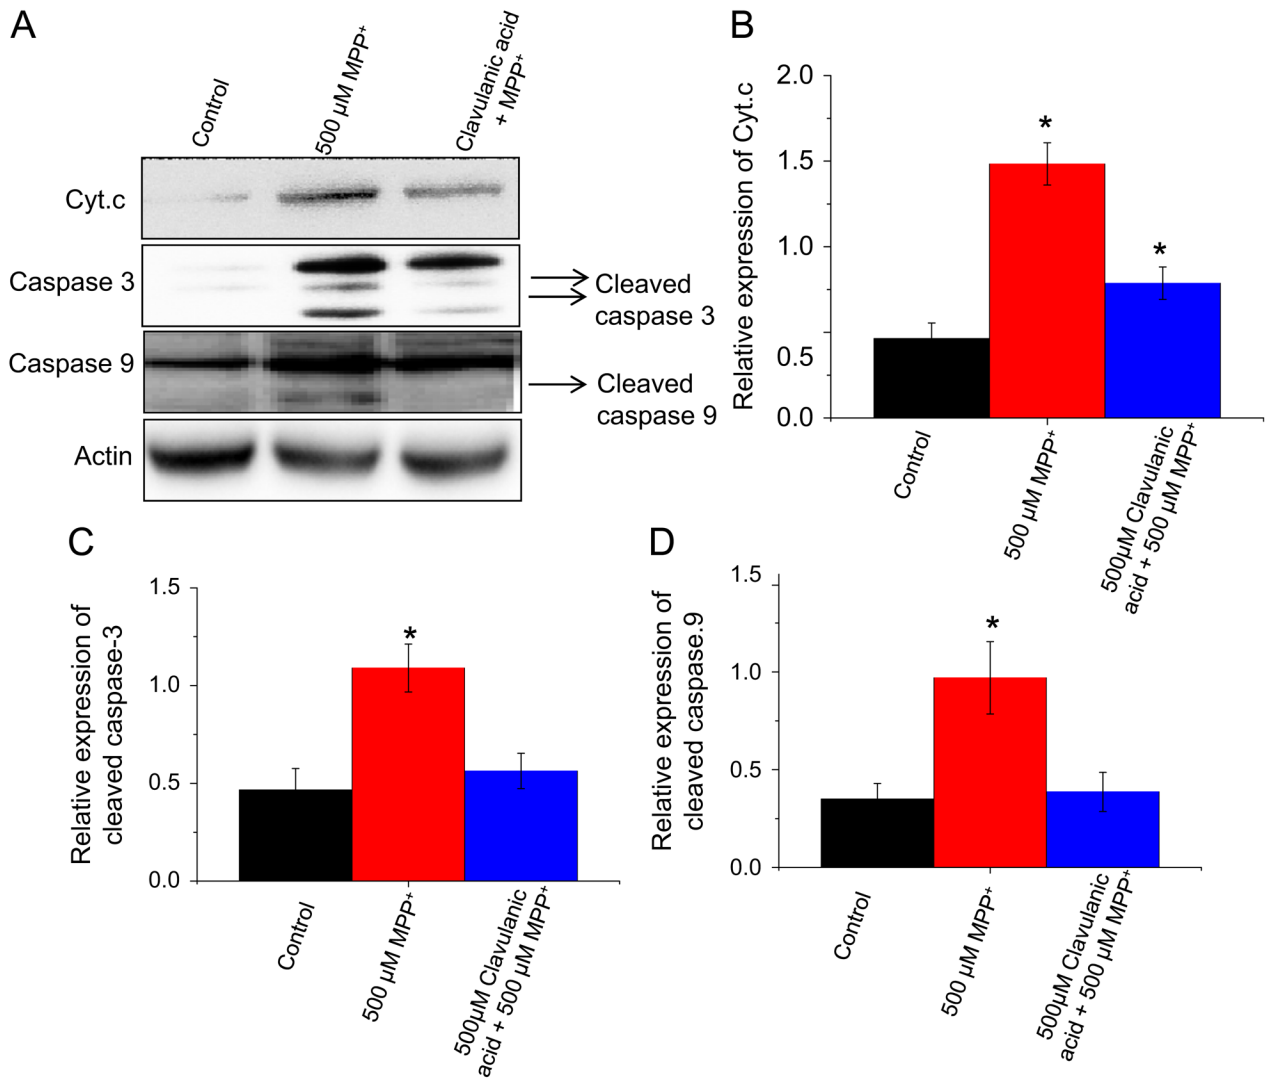 A
Control
500 µM MPP+
Clavulanic acid
+ MPP+
Cyt.c
Caspase 3
Cleaved
caspase 3
Caspase 9
Cleaved
caspase 9
Actin
B
Relative expression of Cyt.c
2.0
1.5
1.0
0.5
0.0
*
*
Control
500 µM MPP+
500µM Clavulanic
acid + 500 µM MPP+
C
Relative expression of
cleaved caspase-3
1.5
1.0
0.5
0.0
*
Control
500 µM MPP+
500µM Clavulanic
acid + 500 µM MPP+
D
Relative expression of
cleaved caspase.9
1.5
1.0
0.5
0.0
*
Control
500 µM MPP+
500µM Clavulanic
acid + 500 µM MPP+